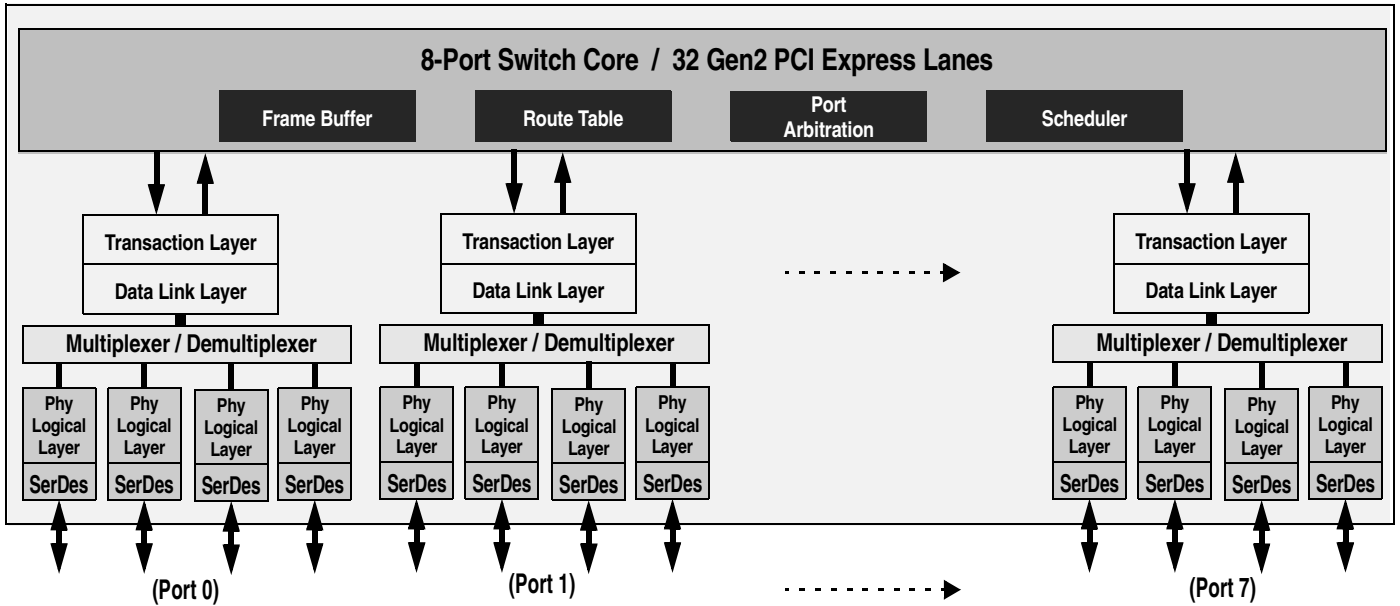 8-Port Switch Core / 32 Gen2 PCI Express Lanes
Frame Buffer
Route Table
Port
Arbitration
Scheduler
Transaction Layer
Data Link Layer
Multiplexer / Demultiplexer
Phy
Logical
Layer
SerDes
Phy
Logical
Layer
SerDes
Phy
Logical
Layer
SerDes
Phy
Logical
Layer
SerDes
(Port 0)
Transaction Layer
Data Link Layer
Multiplexer / Demultiplexer
Phy
Logical
Layer
SerDes
Phy
Logical
Layer
SerDes
Phy
Logical
Layer
SerDes
Phy
Logical
Layer
SerDes
(Port 1)
Transaction Layer
Data Link Layer
Multiplexer / Demultiplexer
Phy
Logical
Layer
SerDes
Phy
Logical
Layer
SerDes
Phy
Logical
Layer
SerDes
Phy
Logical
Layer
SerDes
(Port 7)